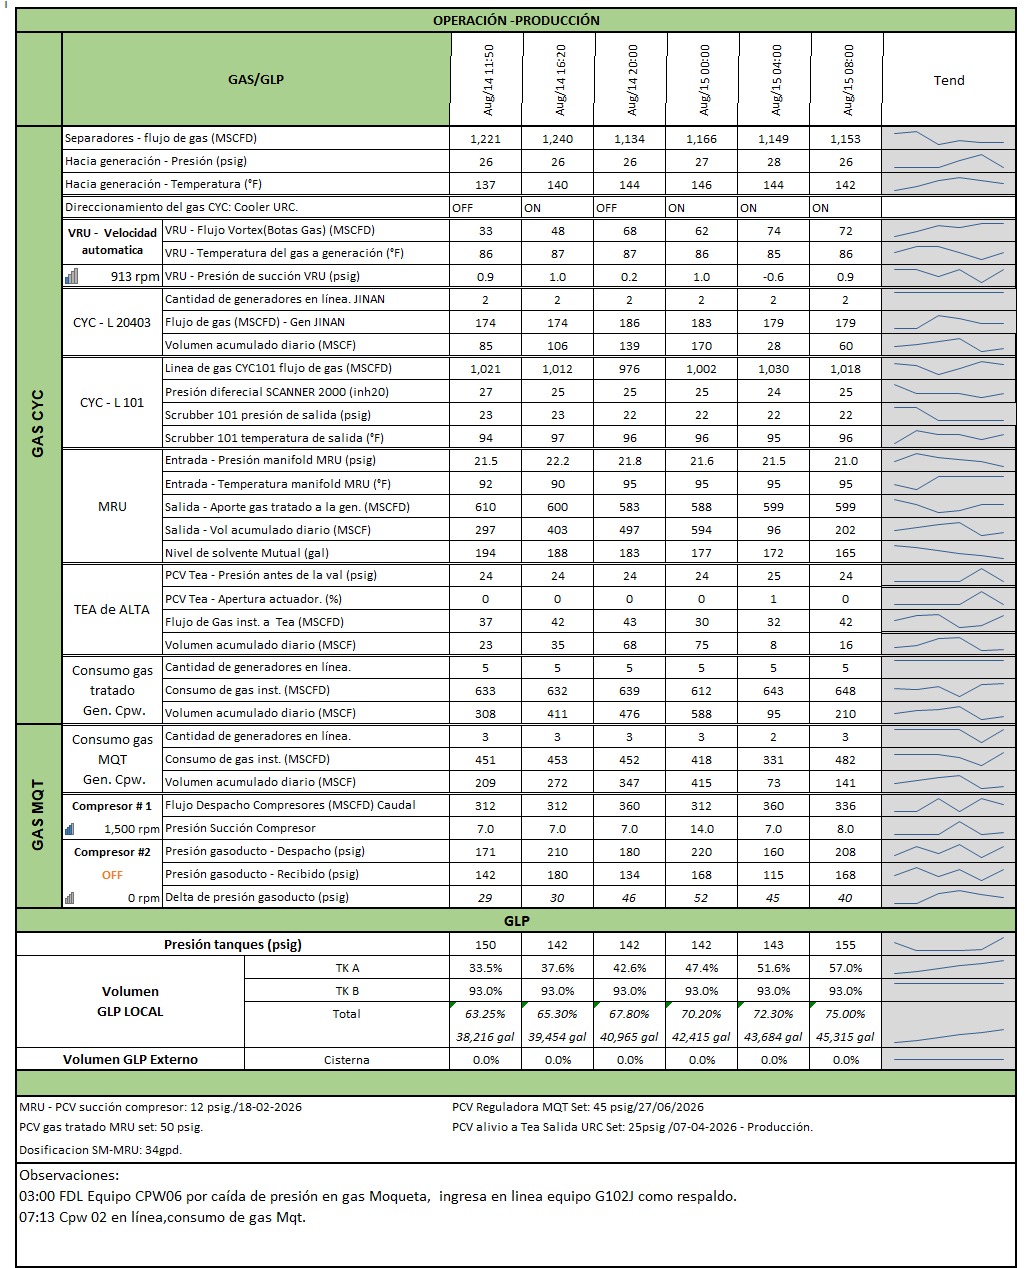 OPERACIÓN -PRODUCCIÓN
GAS/GLP Aug/14 11:50 Aug/14 16:20 Aug/14 20:00 Aug/15 00:00 Aug/15 04:00 Aug/15 08:00 Tend
GAS CYC
Separadores - flujo de gas (MSCFD) 1,221 1,240 1,134 1,166 1,149 1,153
Hacia generación - Presión (psig) 26 26 26 27 28 26
Hacia generación - Temperatura (°F) 137 140 144 146 144 142
Direccionamiento del gas CYC: Cooler URC. OFF ON OFF ON ON ON
VRU - Velocidad automatica
913 rpm
VRU - Flujo Vortex(Botas Gas) (MSCFD) 33 48 68 62 74 72
VRU - Temperatura del gas a generación (°F) 86 87 87 86 85 86
VRU - Presión de succión VRU (psig) 0.9 1.0 0.2 1.0 -0.6 0.9
CYC - L 20403
Cantidad de generadores en línea. JINAN 2 2 2 2 2 2
Flujo de gas (MSCFD) - Gen JINAN 174 174 186 183 179 179
Volumen acumulado diario (MSCF) 85 106 139 170 28 60
CYC - L 101
Linea de gas CYC101 flujo de gas (MSCFD) 1,021 1,012 976 1,002 1,030 1,018
Presión diferecial SCANNER 2000 (inh20) 27 25 25 25 24 25
Scrubber 101 presión de salida (psig) 23 23 22 22 22 22
Scrubber 101 temperatura de salida (°F) 94 97 96 96 95 96
MRU
Entrada - Presión manifold MRU (psig) 21.5 22.2 21.8 21.6 21.5 21.0
Entrada - Temperatura manifold MRU (°F) 92 90 95 95 95 95
Salida - Aporte gas tratado a la gen. (MSCFD) 610 600 583 588 599 599
Salida - Vol acumulado diario (MSCF) 297 403 497 594 96 202
Nivel de solvente Mutual (gal) 194 188 183 177 172 165
TEA de ALTA
PCV Tea - Presión antes de la val (psig) 24 24 24 24 25 24
PCV Tea - Apertura actuador. (%) 0 0 0 0 1 0
Flujo de Gas inst. a Tea (MSCFD) 37 42 43 30 32 42
Volumen acumulado diario (MSCF) 23 35 68 75 8 16
Consumo gas
tratado
Gen. Cpw.
Cantidad de generadores en línea. 5 5 5 5 5 5
Consumo de gas inst. (MSCFD) 633 632 639 612 643 648
Volumen acumulado diario (MSCF) 308 411 476 588 95 210
GAS MQT
Consumo gas
MQT
Gen. Cpw.
Cantidad de generadores en línea. 3 3 3 3 2 3
Consumo de gas inst. (MSCFD) 451 453 452 418 331 482
Volumen acumulado diario (MSCF) 209 272 347 415 73 141
Compresor # 1
1,500 rpm
Flujo Despacho Compresores (MSCFD) Caudal 312 312 360 312 360 336
Presión Succión Compresor 7.0 7.0 7.0 14.0 7.0 8.0
Compresor #2
OFF
0 rpm
Presión gasoducto - Despacho (psig) 171 210 180 220 160 208
Presión gasoducto - Recibido (psig) 142 180 134 168 115 168
Delta de presión gasoducto (psig) 29 30 46 52 45 40
GLP
Presión tanques (psig) 150 142 142 142 143 155
Volumen
GLP LOCAL
TK A 33.5% 37.6% 42.6% 47.4% 51.6% 57.0%
TK B 93.0% 93.0% 93.0% 93.0% 93.0% 93.0%
Total 63.25% 65.30% 67.80% 70.20% 72.30% 75.00%
38,216 gal 39,454 gal 40,965 gal 42,415 gal 43,684 gal 45,315 gal
Volumen GLP Externo Cisterna 0.0% 0.0% 0.0% 0.0% 0.0% 0.0%
MRU - PCV succión compresor: 12 psig./18-02-2026 PCV Reguladora MQT Set: 45 psig/27/06/2026
PCV gas tratado MRU set: 50 psig. PCV alivio a Tea Salida URC Set: 25psig /07-04-2026 - Producción.
Dosificacion SM-MRU: 34gpd.
Observaciones:
03:00 FDL Equipo CPW06 por caída de presión en gas Moqueta, ingresa en linea equipo G102J como respaldo.
07:13 Cpw 02 en línea,consumo de gas Mqt.